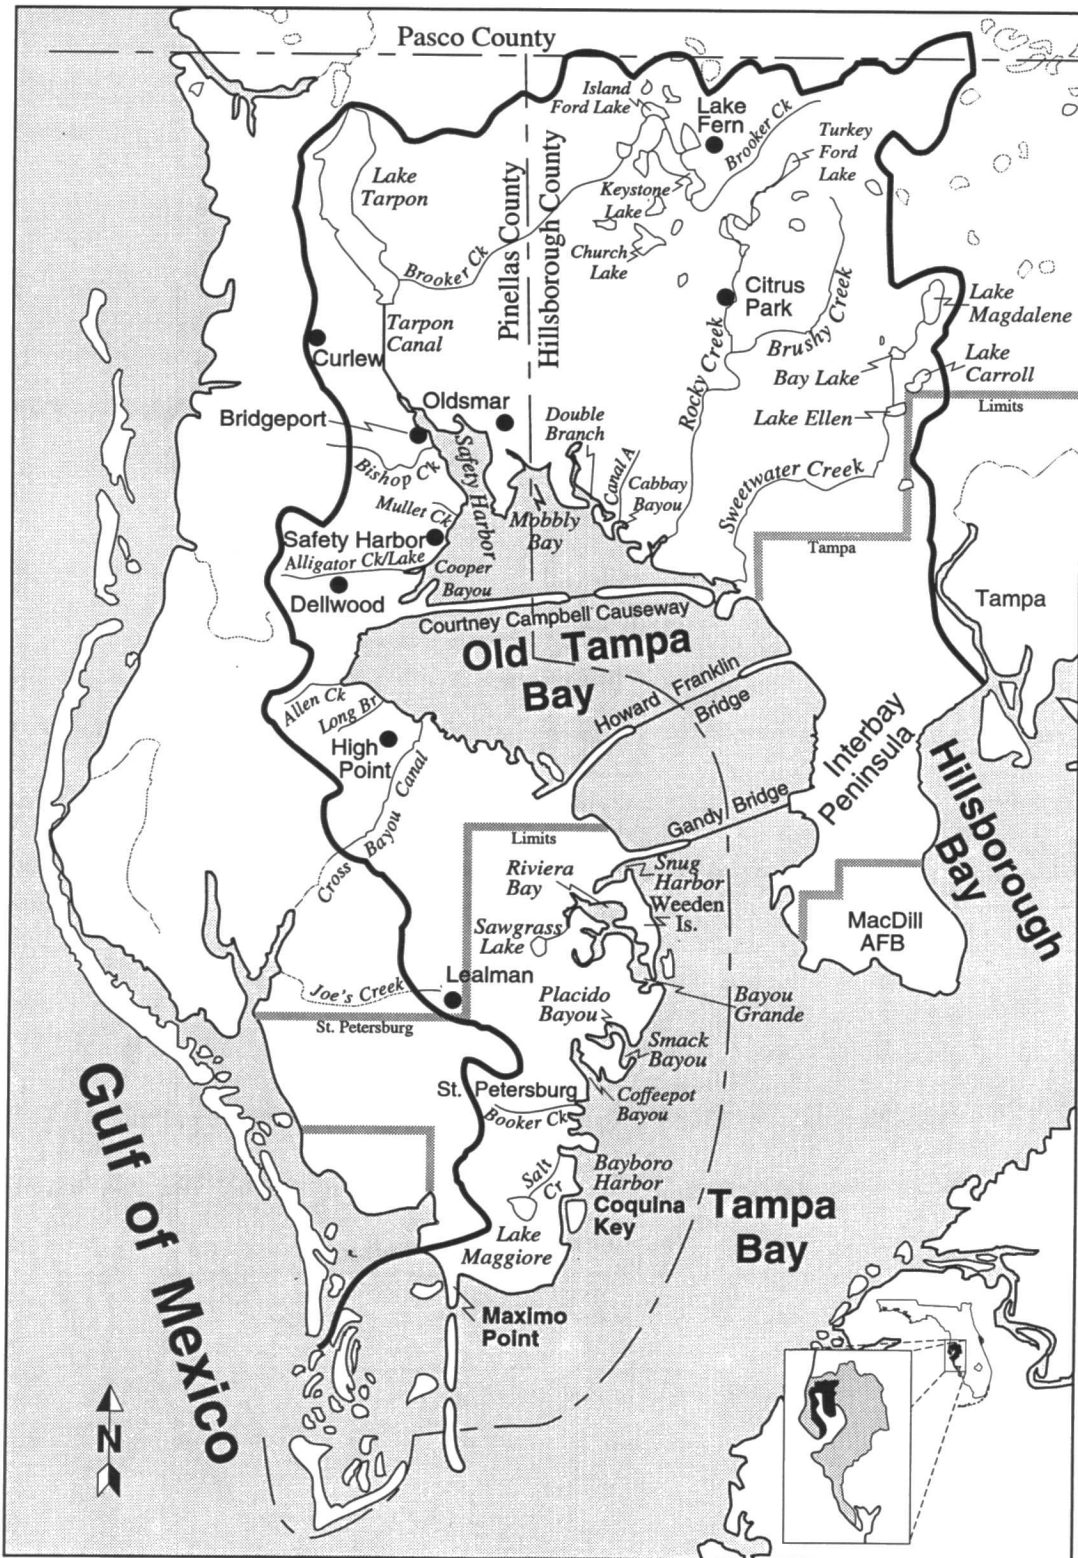 Pasco County
Island
Ford Lake
Lake
Fern
Brooker Ck
Turkey
Ford
Lake
Lake
Tarpon
Keystone
Lake
Church
Lake
Pinellas County
Hillsborough County
Brooker Ck
Citrus
Park
Lake
Magdalene
Tarpon
Canal
Curlew
Rocky Creek
Brushy Creek
Bay Lake
Lake
Carroll
Limits
Oldsmar
Bridgeport
Double
Branch
Lake Ellen
Bishop Ck
Safety Harbor
Canal A
Cabbay
Bayou
Sweetwater Creek
Mullet Ck
Mobbly
Bay
Safety Harbor
Tampa
Alligator Ck/Lake
Cooper
Bayou
Dellwood
Tampa
Courtney Campbell Causeway
Old Tampa
Bay
Howard Franklin
Bridge
Allen Ck
Long Br
High
Point
Interbay
Peninsula
Hillsborough
Bay
Cross Bayou Canal
Gandy Bridge
Limits
Riviera
Bay
Snug
Harbor
Weeden
Is.
Sawgrass
Lake
MacDill
AFB
Lealman
Joe's Creek
St. Petersburg
Placido
Bayou
Bayou
Grande
Smack
Bayou
St. Petersburg
Coffeepot
Bayou
Booker Ck
Gulf of Mexico
Salt
Cr
Bayboro
Harbor
Coquina
Key
Tampa
Bay
Lake
Maggiore
Maximo
Point
N